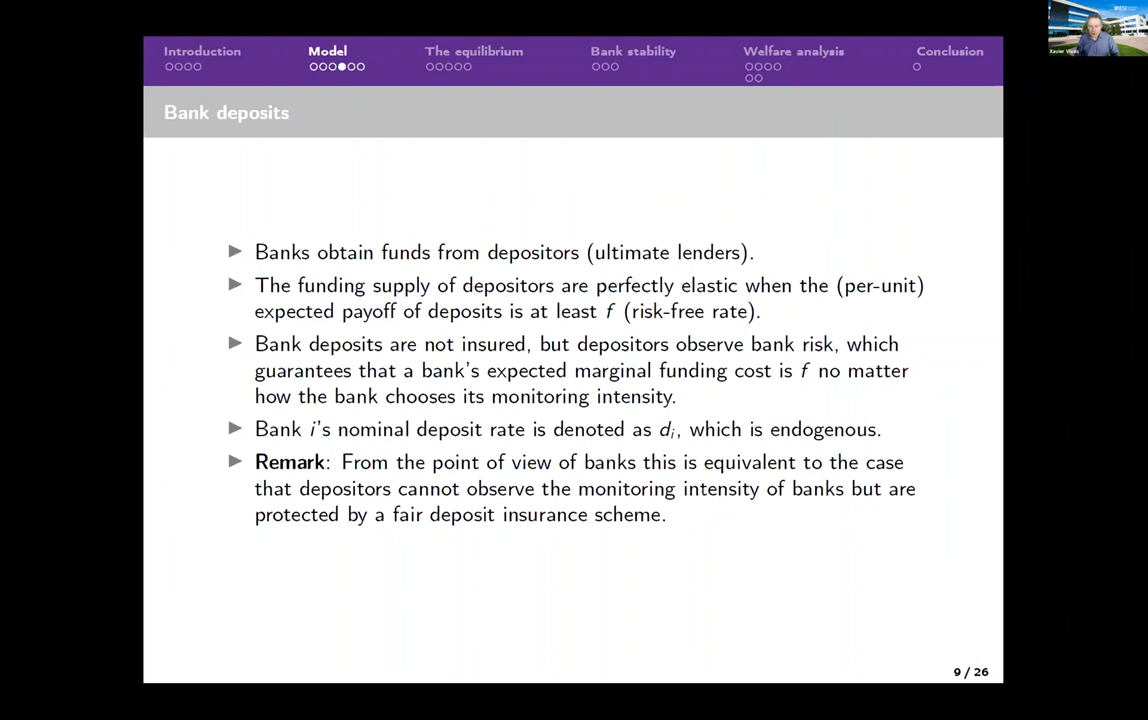 Introduction Model The equilibrium Bank stability Welfare analysis Conclusion
Bank deposits
Banks obtain funds from depositors (ultimate lenders).
The funding supply of depositors are perfectly elastic when the (per-unit)
expected payoff of deposits is at least f (risk-free rate).
Bank deposits are not insured, but depositors observe bank risk, which
guarantees that a bank's expected marginal funding cost is f no matter
how the bank chooses its monitoring intensity.
Bank i's nominal deposit rate is denoted as dᵢ, which is endogenous.
Remark: From the point of view of banks this is equivalent to the case
that depositors cannot observe the monitoring intensity of banks but are
protected by a fair deposit insurance scheme.
9 / 26